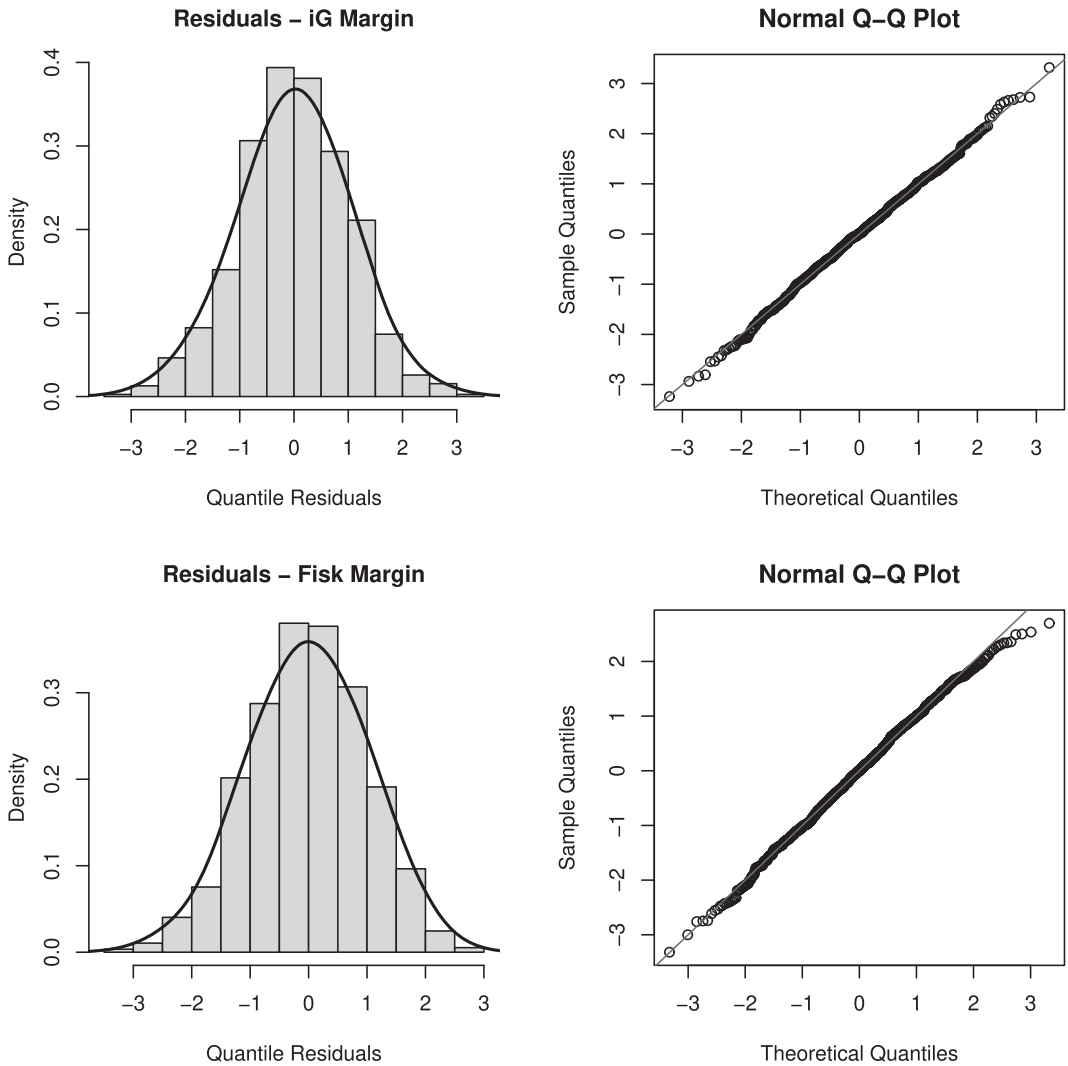 Residuals – iG Margin
Density
0.0 0.1 0.2 0.3 0.4
−3 −2 −1 0 1 2 3
Quantile Residuals
Normal Q−Q Plot
Sample Quantiles
−3 −2 −1 0 1 2 3
−3 −2 −1 0 1 2 3
Theoretical Quantiles
Residuals – Fisk Margin
Density
0.0 0.1 0.2 0.3
−3 −2 −1 0 1 2 3
Quantile Residuals
Normal Q−Q Plot
Sample Quantiles
−3 −2 −1 0 1 2
−3 −2 −1 0 1 2 3
Theoretical Quantiles